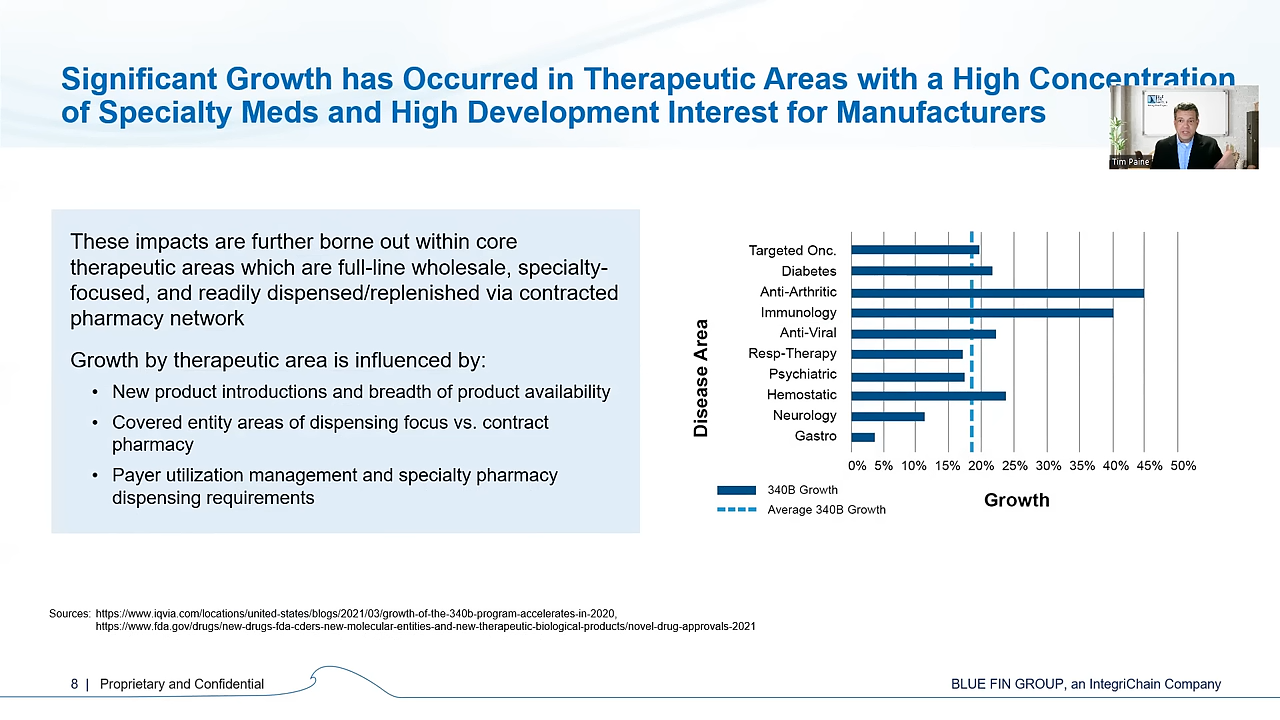 Significant Growth has Occurred in Therapeutic Areas with a High Concentration
of Specialty Meds and High Development Interest for Manufacturers
Tim Paine
These impacts are further borne out within core
therapeutic areas which are full-line wholesale, specialty-
focused, and readily dispensed/replenished via contracted
pharmacy network
Growth by therapeutic area is influenced by:
• New product introductions and breadth of product availability
• Covered entity areas of dispensing focus vs. contract
pharmacy
• Payer utilization management and specialty pharmacy
dispensing requirements
Disease Area
Targeted Onc.
Diabetes
Anti-Arthritic
Immunology
Anti-Viral
Resp-Therapy
Psychiatric
Hemostatic
Neurology
Gastro
0% 5% 10% 15% 20% 25% 30% 35% 40% 45% 50%
Growth
340B Growth
Average 340B Growth
Sources: https://www.iqvia.com/locations/united-states/blogs/2021/03/growth-of-the-340b-program-accelerates-in-2020,
https://www.fda.gov/drugs/new-drugs-fda-cders-new-molecular-entities-and-new-therapeutic-biological-products/novel-drug-approvals-2021
8 | Proprietary and Confidential
BLUE FIN GROUP, an IntegriChain Company